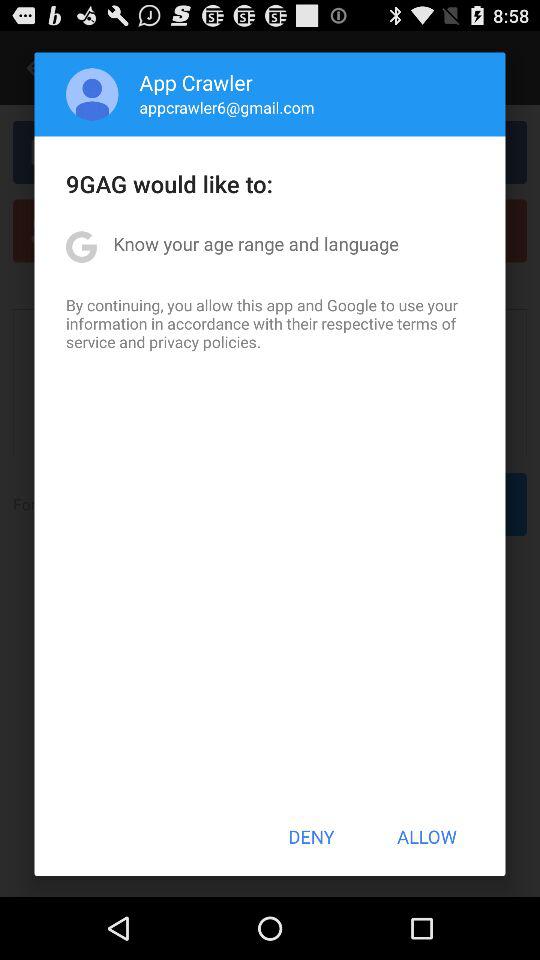 8:58
App Crawler
appcrawler6@gmail.com
9GAG would like to:
Know your age range and language
By continuing, you allow this app and Google to use your
information in accordance with their respective terms of
service and privacy policies.
For
DENY
ALLOW